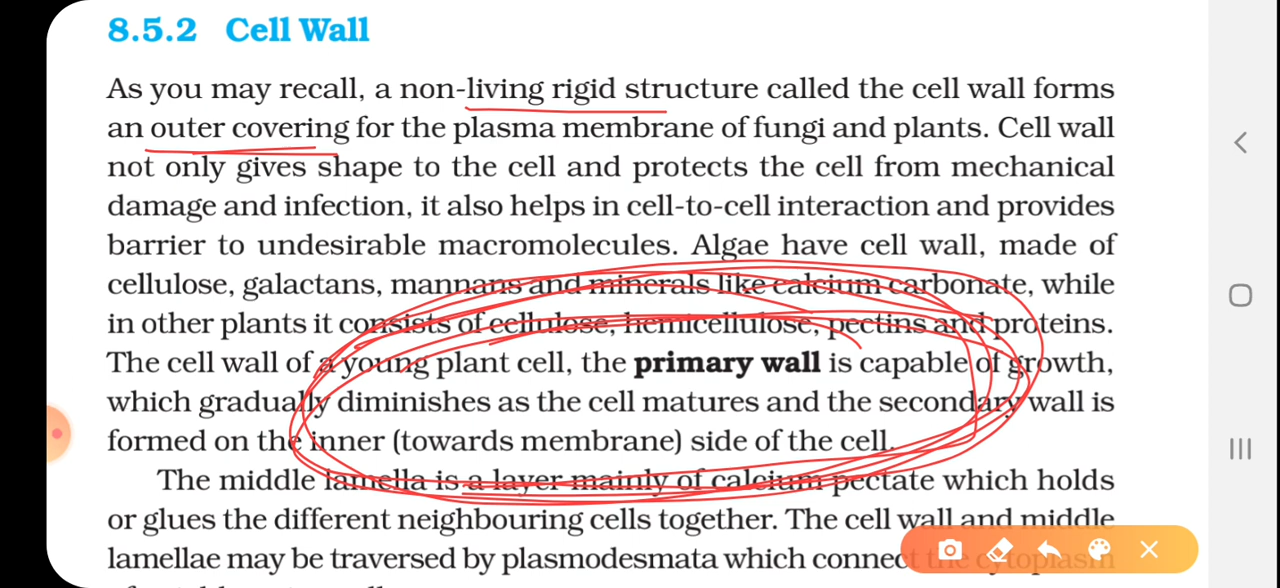 8.5.2 Cell Wall
As you may recall, a non-living rigid structure called the cell wall forms
an outer covering for the plasma membrane of fungi and plants. Cell wall
not only gives shape to the cell and protects the cell from mechanical
damage and infection, it also helps in cell-to-cell interaction and provides
barrier to undesirable macromolecules. Algae have cell wall, made of
cellulose, galactans, mannans and minerals like calcium carbonate, while
in other plants it consists of cellulose, hemicellulose, pectins and proteins.
The cell wall of a young plant cell, the primary wall is capable of growth,
which gradually diminishes as the cell matures and the secondary wall is
formed on the inner (towards membrane) side of the cell.
The middle lamella is a layer mainly of calcium pectate which holds
or glues the different neighbouring cells together. The cell wall and middle
lamellae may be traversed by plasmodesmata which connect the cytoplasm